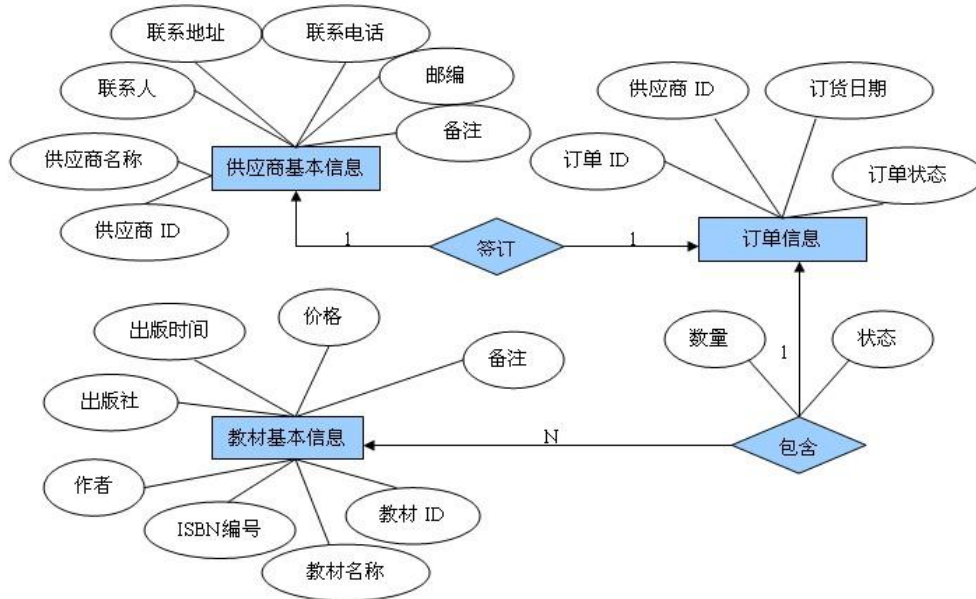 联系地址
联系电话
联系人
邮编
供应商 ID
订货日期
供应商名称
备注
供应商基本信息
订单 ID
订单状态
供应商 ID
1
签订
1
订单信息
出版时间
价格
备注
数量
状态
1
出版社
教材基本信息
N
包含
作者
ISBN编号
教材 ID
教材名称